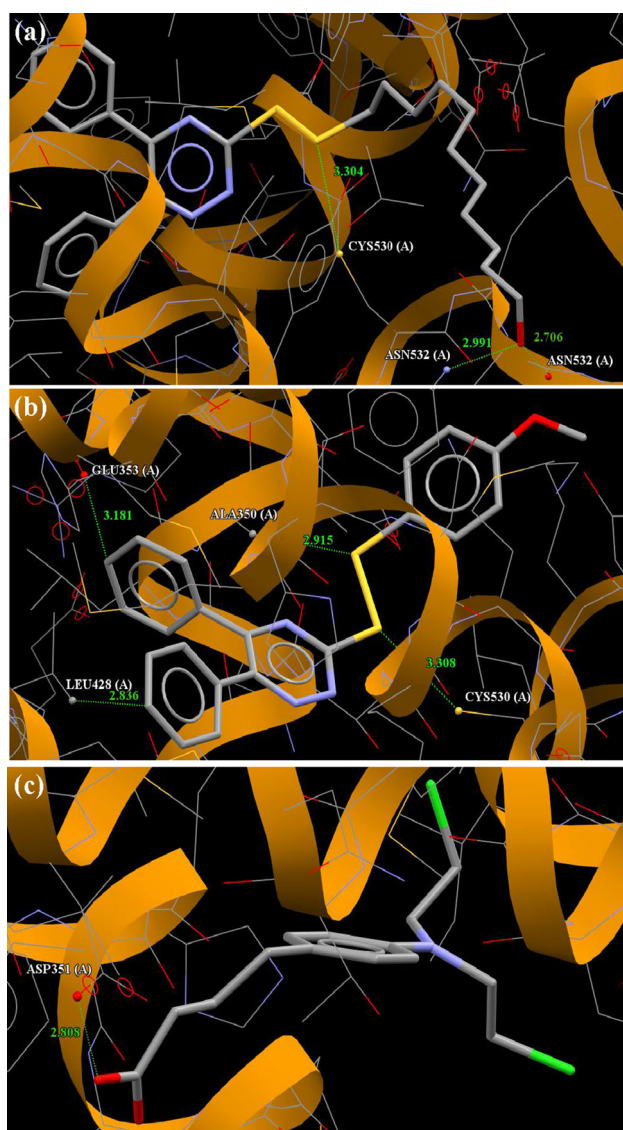 (a)
3.304
CYS530 (A)
2.991
2.706
ASN532 (A)
ASN532 (A)
(b)
GLU353 (A)
3.181
ALA350 (A)
2.915
3.308
LEU428 (A)
2.836
CYS530 (A)
(c)
ASP351 (A)
2.808